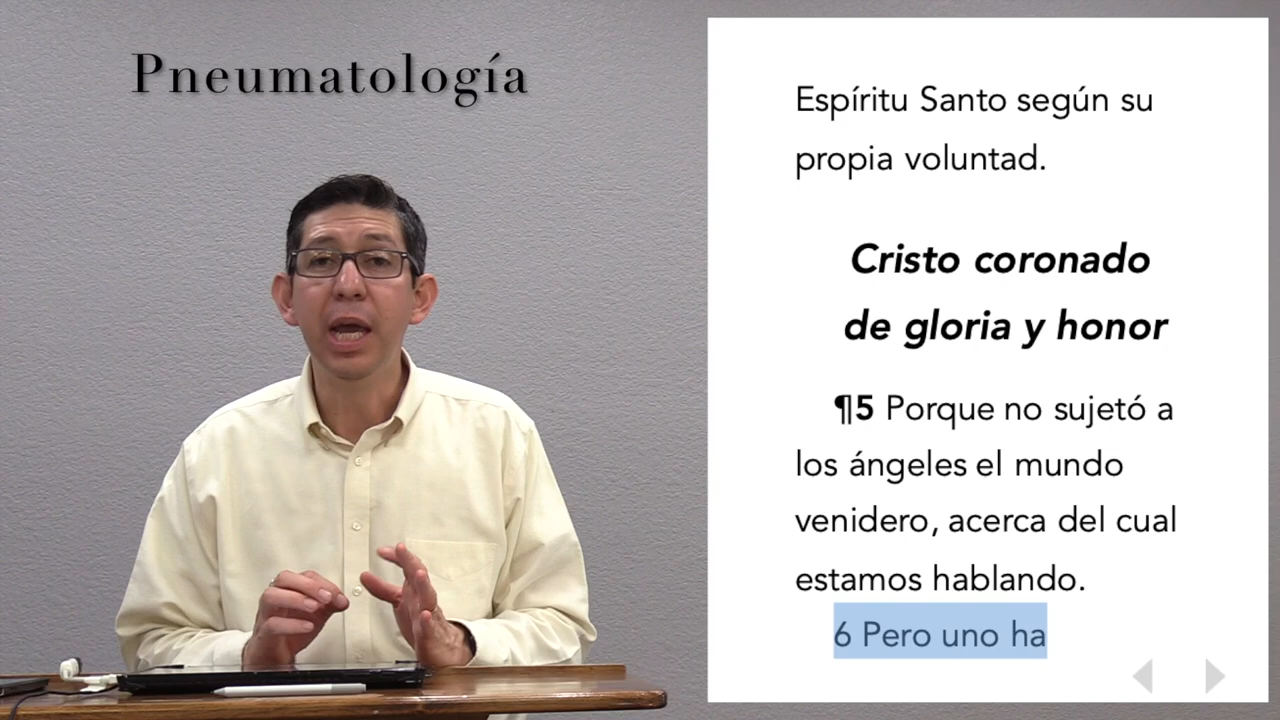 Pneumatología
Espíritu Santo según su
propia voluntad.
Cristo coronado
de gloria y honor
¶5 Porque no sujetó a
los ángeles el mundo
venidero, acerca del cual
estamos hablando.
6 Pero uno ha